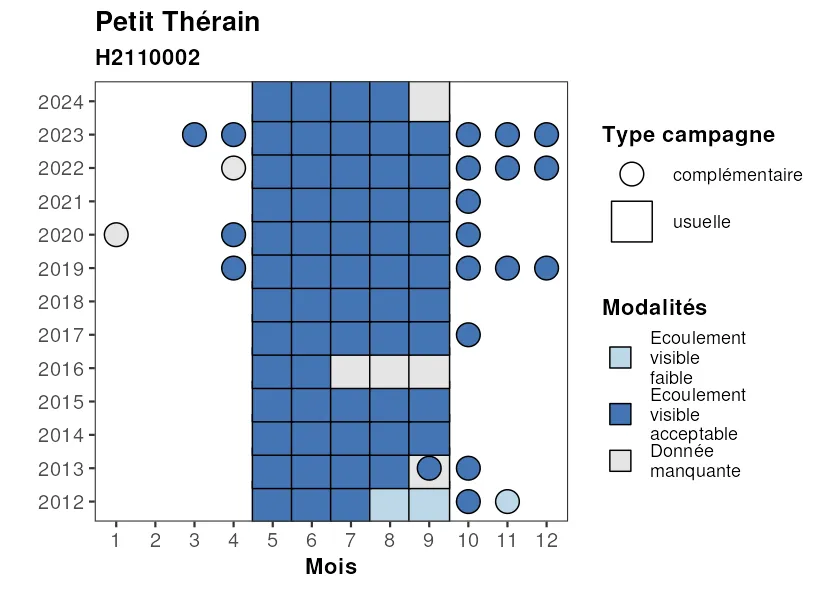 Petit Thérain
H2110002
2024
2023
2022
2021
2020
2019
2018
2017
2016
2015
2014
2013
2012
1 2 3 4 5 6 7 8 9 10 11 12
Mois
Type campagne
complémentaire
usuelle
Modalités
Ecoulement
visible
faible
Ecoulement
visible
acceptable
Donnée
manquante